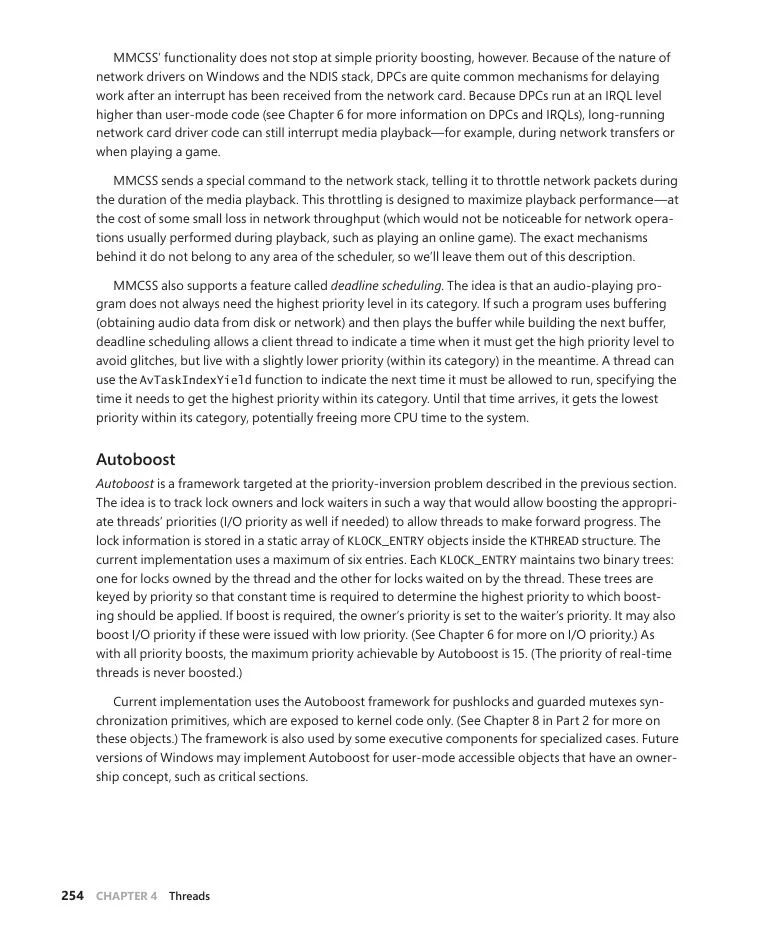 MMCSS’ functionality does not stop at simple priority boosting, however. Because of the nature of
network drivers on Windows and the NDIS stack, DPCs are quite common mechanisms for delaying
work after an interrupt has been received from the network card. Because DPCs run at an IRQL level
higher than user-mode code (see Chapter 6 for more information on DPCs and IRQLs), long-running
network card driver code can still interrupt media playback—for example, during network transfers or
when playing a game.
MMCSS sends a special command to the network stack, telling it to throttle network packets during
the duration of the media playback. This throttling is designed to maximize playback performance—at
the cost of some small loss in network throughput (which would not be noticeable for network opera-
tions usually performed during playback, such as playing an online game). The exact mechanisms
behind it do not belong to any area of the scheduler, so we’ll leave them out of this description.
MMCSS also supports a feature called deadline scheduling. The idea is that an audio-playing pro-
gram does not always need the highest priority level in its category. If such a program uses buffering
(obtaining audio data from disk or network) and then plays the buffer while building the next buffer,
deadline scheduling allows a client thread to indicate a time when it must get the high priority level to
avoid glitches, but live with a slightly lower priority (within its category) in the meantime. A thread can
use the AvTaskIndexYield function to indicate the next time it must be allowed to run, specifying the
time it needs to get the highest priority within its category. Until that time arrives, it gets the lowest
priority within its category, potentially freeing more CPU time to the system.
Autoboost
Autoboost is a framework targeted at the priority-inversion problem described in the previous section.
The idea is to track lock owners and lock waiters in such a way that would allow boosting the appropri-
ate threads’ priorities (I/O priority as well if needed) to allow threads to make forward progress. The
lock information is stored in a static array of KLOCK_ENTRY objects inside the KTHREAD structure. The
current implementation uses a maximum of six entries. Each KLOCK_ENTRY maintains two binary trees:
one for locks owned by the thread and the other for locks waited on by the thread. These trees are
keyed by priority so that constant time is required to determine the highest priority to which boost-
ing should be applied. If boost is required, the owner’s priority is set to the waiter’s priority. It may also
boost I/O priority if these were issued with low priority. (See Chapter 6 for more on I/O priority.) As
with all priority boosts, the maximum priority achievable by Autoboost is 15. (The priority of real-time
threads is never boosted.)
Current implementation uses the Autoboost framework for pushlocks and guarded mutexes syn-
chronization primitives, which are exposed to kernel code only. (See Chapter 8 in Part 2 for more on
these objects.) The framework is also used by some executive components for specialized cases. Future
versions of Windows may implement Autoboost for user-mode accessible objects that have an owner-
ship concept, such as critical sections.
254 CHAPTER 4 Threads